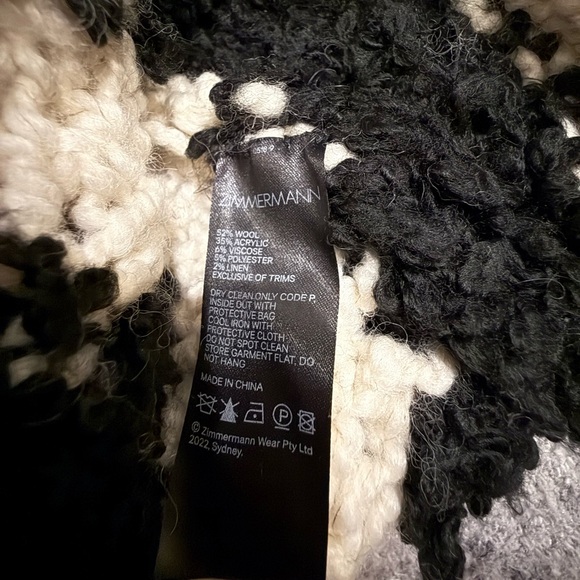 ZIMMERMANN
52% WOOL
35% ACRYLIC
6% VISCOSE
5% POLYESTER
2% LINEN
EXCLUSIVE OF TRIMS
DRY CLEAN ONLY CODE P,
INSIDE OUT WITH
PROTECTIVE BAG
COOL IRON WITH
PROTECTIVE CLOTH
DO NOT SPOT CLEAN
STORE GARMENT FLAT. DO
NOT HANG
MADE IN CHINA
P
© Zimmermann Wear Pty Ltd
2022, Sydney.